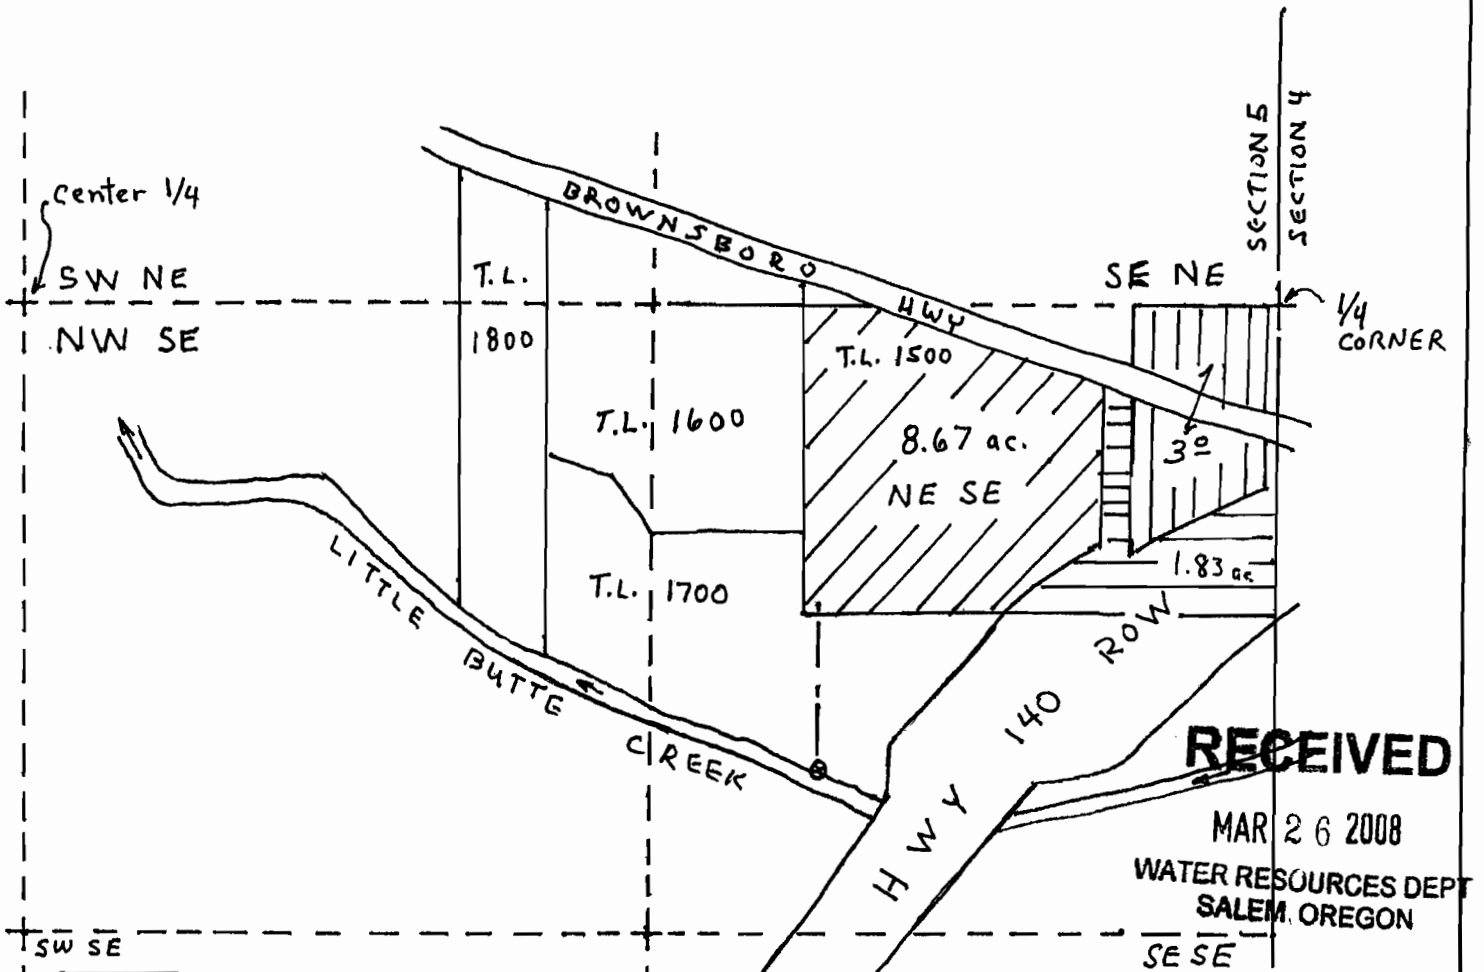 SECTION 5
SECTION 4
center 1/4
SW NE
NW SE
BROWNSBORO HWY
SE NE
1/4
CORNER
T.L.
1800
T.L. 1500
T.L. 1600
8.67 ac.
NE SE
3º
T.L. 1700
1.83 ac.
LITTLE BUTTE CREEK
HWY 140 ROW
RECEIVED
MAR 26 2008
WATER RESOURCES DEPT
SALEM, OREGON
SW SE
SE SE